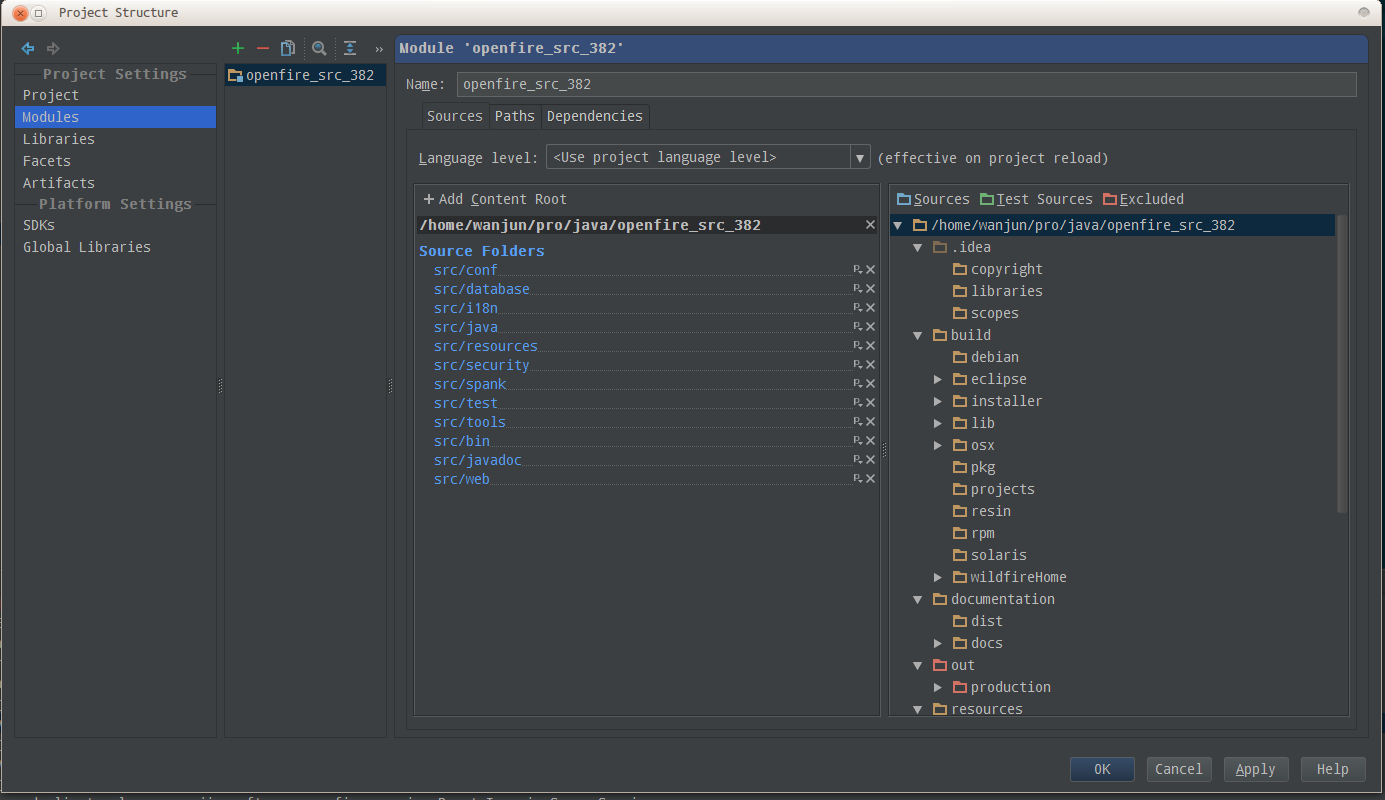 Project Structure
Project Settings
Project
Modules
Libraries
Facets
Artifacts
Platform Settings
SDKs
Global Libraries
»
openfire_src_382
Module 'openfire_src_382'
Name: openfire_src_382
Sources Paths Dependencies
Language level: <Use project language level> (effective on project reload)
+ Add Content Root
/home/wanjun/pro/java/openfire_src_382
Source Folders
src/conf
src/database
src/i18n
src/java
src/resources
src/security
src/spank
src/test
src/tools
src/bin
src/javadoc
src/web
Sources Test Sources Excluded
/home/wanjun/pro/java/openfire_src_382
.idea
copyright
libraries
scopes
build
debian
eclipse
installer
lib
osx
pkg
projects
resin
rpm
solaris
wildfireHome
documentation
dist
docs
out
production
resources
OK Cancel Apply Help